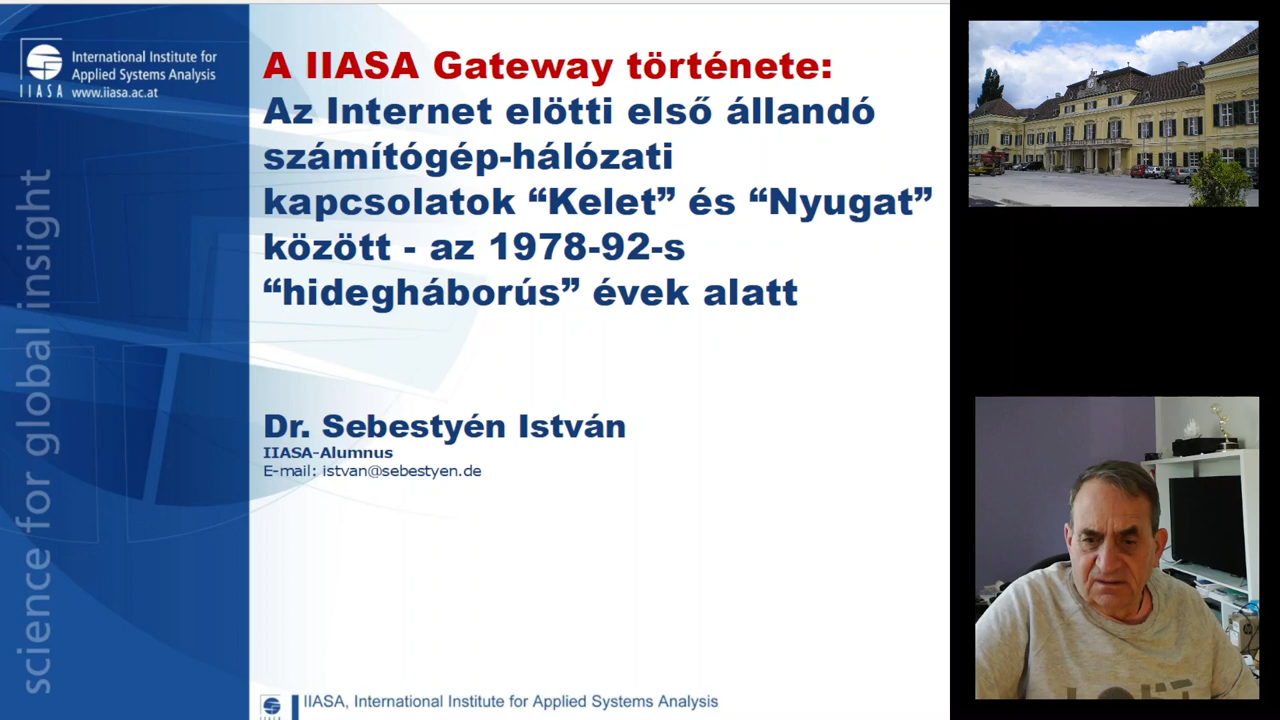 International Institute for
Applied Systems Analysis
IIASA www.iiasa.ac.at
science for global insight
A IIASA Gateway története:
Az Internet elötti első állandó
számítógép-hálózati
kapcsolatok “Kelet” és “Nyugat”
között - az 1978-92-s
“hidegháborús” évek alatt
Dr. Sebestyén István
IIASA-Alumnus
E-mail: istvan@sebestyen.de
IIASA, International Institute for Applied Systems Analysis